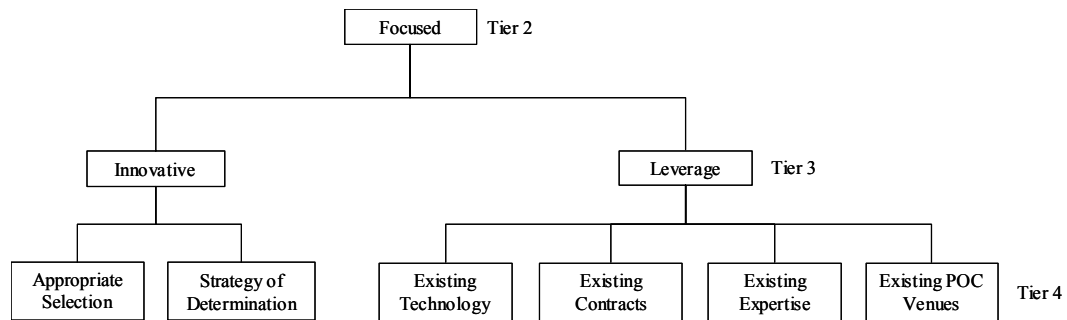 Focused
Tier 2
Innovative
Leverage
Tier 3
Appropriate
Selection
Strategy of
Determination
Existing
Technology
Existing
Contracts
Existing
Expertise
Existing POC
Venues
Tier 4